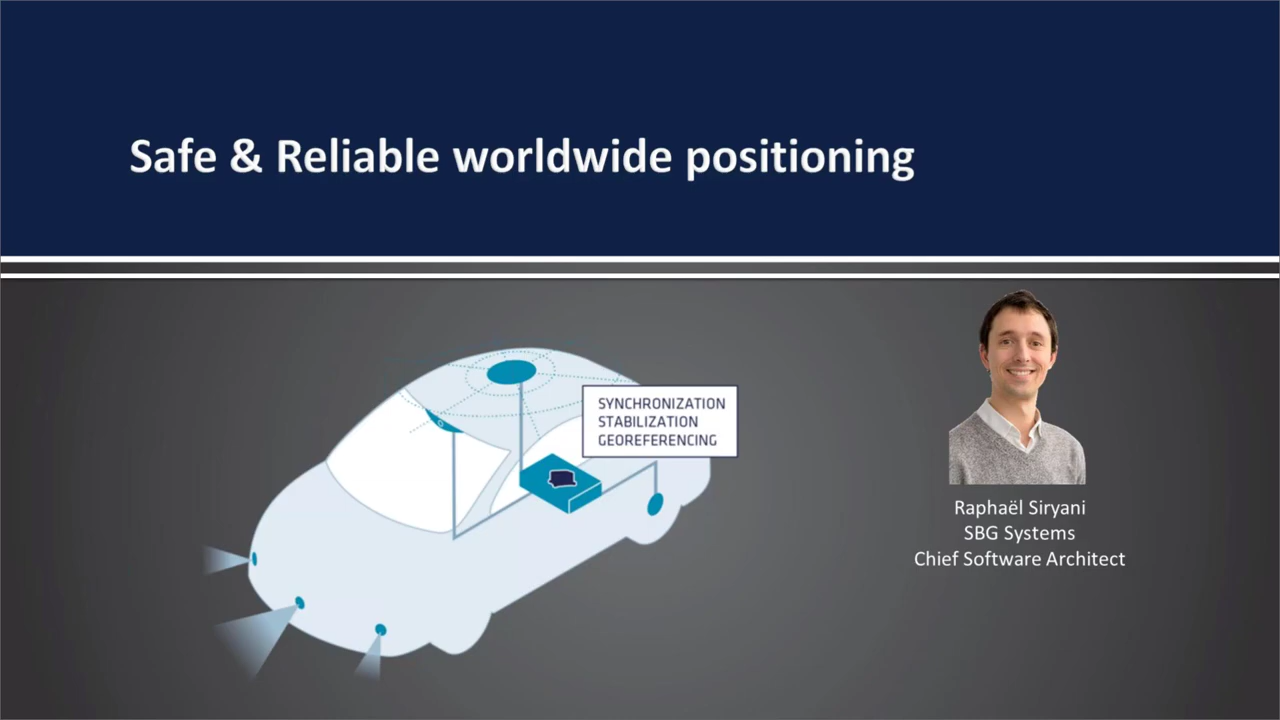 Safe & Reliable worldwide positioning
SYNCHRONIZATION
STABILIZATION
GEOREFERENCING
Raphaël Siryani
SBG Systems
Chief Software Architect